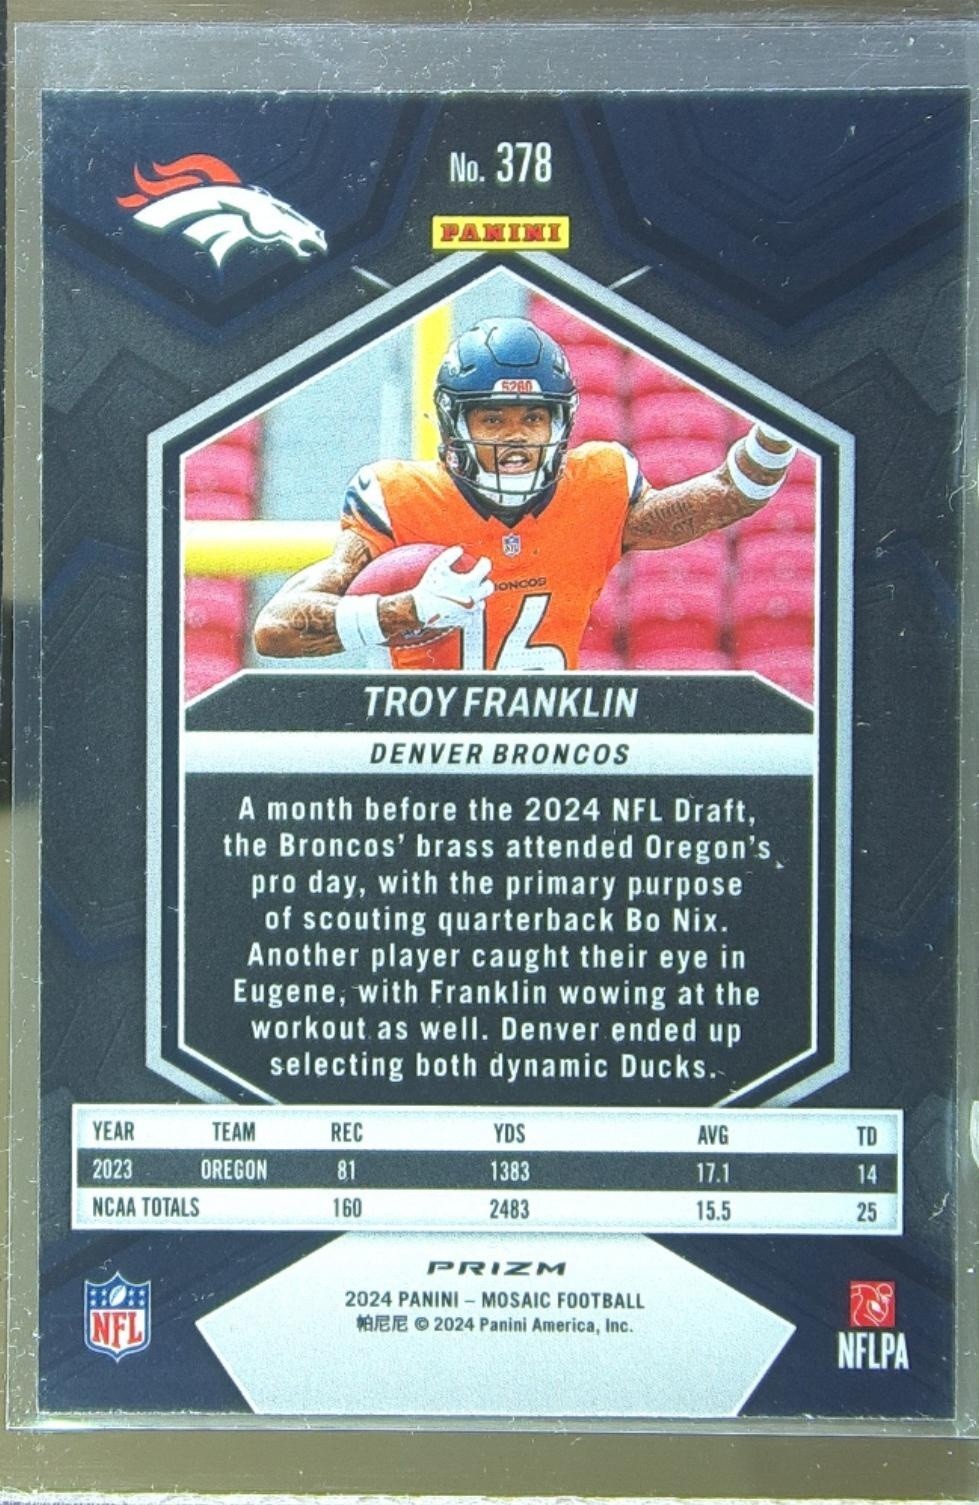 No. 378
PANINI
5280
BRONCOS
16
TROY FRANKLIN
DENVER BRONCOS
A month before the 2024 NFL Draft,
the Broncos' brass attended Oregon's
pro day, with the primary purpose
of scouting quarterback Bo Nix.
Another player caught their eye in
Eugene, with Franklin wowing at the
workout as well. Denver ended up
selecting both dynamic Ducks.
YEAR TEAM REC YDS AVG TD
2023 OREGON 81 1383 17.1 14
NCAA TOTALS 160 2483 15.5 25
PRIZM
2024 PANINI – MOSAIC FOOTBALL
帕尼尼 © 2024 Panini America, Inc.
NFL
NFLPA